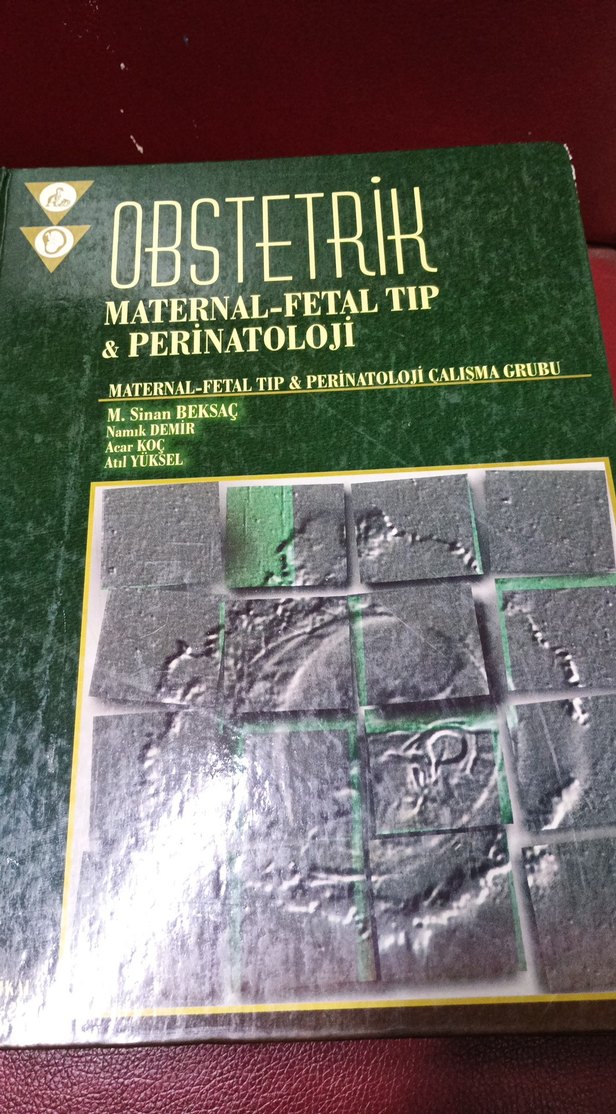 OBSTETRİK
MATERNAL-FETAL TIP
& PERİNATOLOJİ
MATERNAL-FETAL TIP & PERİNATOLOJİ ÇALIŞMA GRUBU
M. Sinan BEKSAÇ
Namık DEMİR
Acar KOÇ
Atıl YÜKSEL